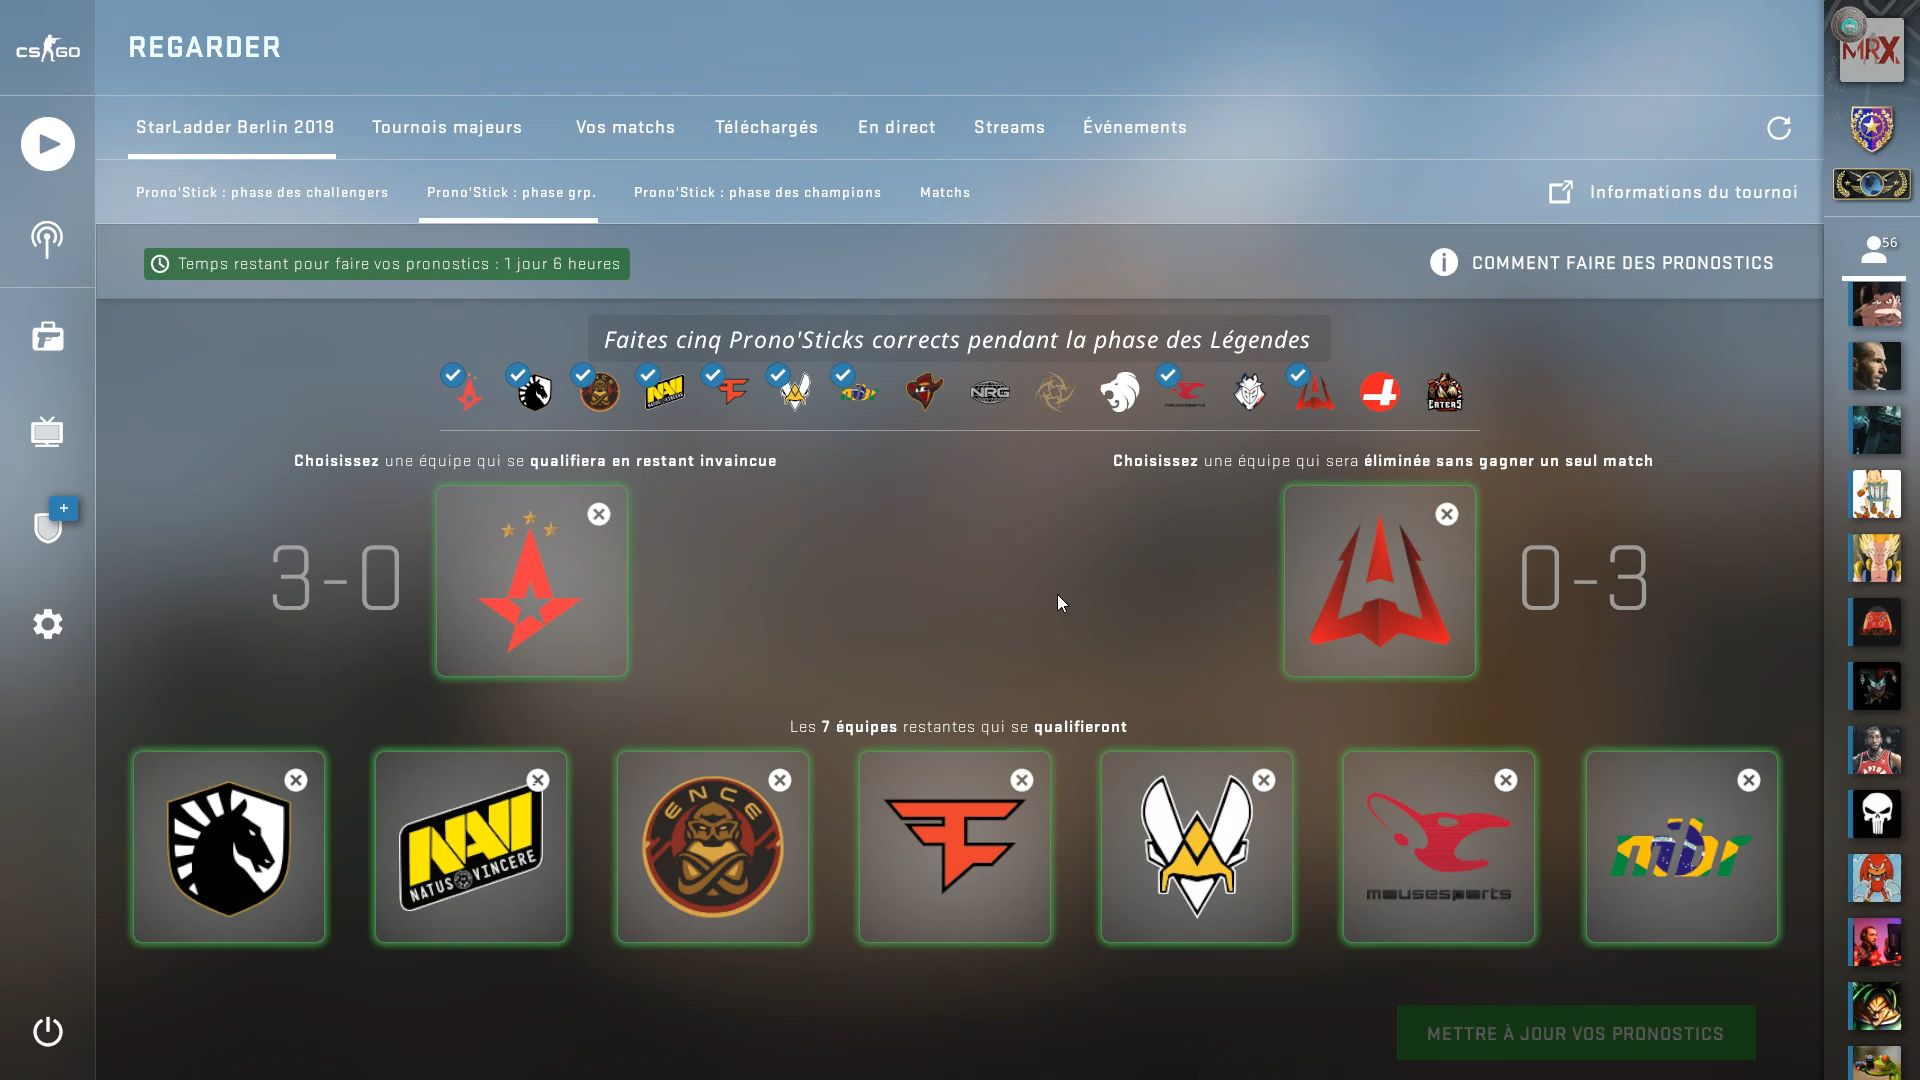 CS GO
REGARDER
MRX
StarLadder Berlin 2019
Tournois majeurs
Vos matchs
Téléchargés
En direct
Streams
Événements
Prono'Stick : phase des challengers
Prono'Stick : phase grp.
Prono'Stick : phase des champions
Matchs
Informations du tournoi
56
Temps restant pour faire vos pronostics : 1 jour 6 heures
COMMENT FAIRE DES PRONOSTICS
Faites cinq Prono'Sticks corrects pendant la phase des Légendes
NRG
EATERS
Choisissez une équipe qui se qualifiera en restant invaincue
Choisissez une équipe qui sera éliminée sans gagner un seul match
+
3-0
0-3
Les 7 équipes restantes qui se qualifieront
NAVI
NATUS VINCERE
ENCE
mousesports
mibr
METTRE À JOUR VOS PRONOSTICS